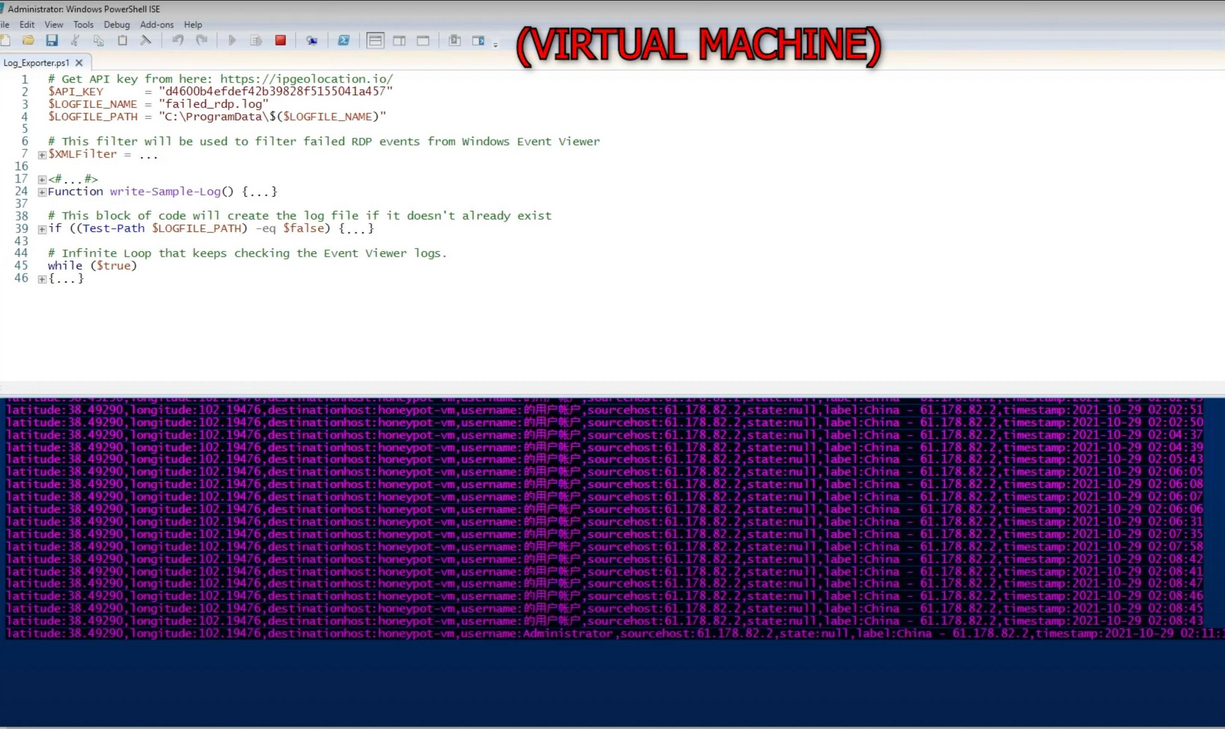 Administrator: Windows PowerShell ISE
ile Edit View Tools Debug Add-ons Help
(VIRTUAL MACHINE)
Log_Exporter.ps1
1 # Get API key from here: https://ipgeolocation.io/
2 $API_KEY = "d4600b4efdef42b39828f5155041a457"
3 $LOGFILE_NAME = "failed_rdp.log"
4 $LOGFILE_PATH = "C:\ProgramData\$($LOGFILE_NAME)"
5
6 # This filter will be used to filter failed RDP events from Windows Event Viewer
7 $XMLFilter = ...
16
17 <#...#>
24 Function write-Sample-Log() {...}
37
38 # This block of code will create the log file if it doesn't already exist
39 if ((Test-Path $LOGFILE_PATH) -eq $false) {...}
43
44 # Infinite Loop that keeps checking the Event Viewer logs.
45 while ($true)
46 {...}
latitude:38.49290,longitude:102.19476,destinationhost:honeypot-vm,username:的用户帐户,sourcehost:61.178.82.2,state:null,label:China - 61.178.82.2,timestamp:2021-10-29 02:02:51
latitude:38.49290,longitude:102.19476,destinationhost:honeypot-vm,username:的用户帐户,sourcehost:61.178.82.2,state:null,label:China - 61.178.82.2,timestamp:2021-10-29 02:02:50
latitude:38.49290,longitude:102.19476,destinationhost:honeypot-vm,username:的用户帐户,sourcehost:61.178.82.2,state:null,label:China - 61.178.82.2,timestamp:2021-10-29 02:04:37
latitude:38.49290,longitude:102.19476,destinationhost:honeypot-vm,username:的用户帐户,sourcehost:61.178.82.2,state:null,label:China - 61.178.82.2,timestamp:2021-10-29 02:04:39
latitude:38.49290,longitude:102.19476,destinationhost:honeypot-vm,username:的用户帐户,sourcehost:61.178.82.2,state:null,label:China - 61.178.82.2,timestamp:2021-10-29 02:05:43
latitude:38.49290,longitude:102.19476,destinationhost:honeypot-vm,username:的用户帐户,sourcehost:61.178.82.2,state:null,label:China - 61.178.82.2,timestamp:2021-10-29 02:06:05
latitude:38.49290,longitude:102.19476,destinationhost:honeypot-vm,username:的用户帐户,sourcehost:61.178.82.2,state:null,label:China - 61.178.82.2,timestamp:2021-10-29 02:06:08
latitude:38.49290,longitude:102.19476,destinationhost:honeypot-vm,username:的用户帐户,sourcehost:61.178.82.2,state:null,label:China - 61.178.82.2,timestamp:2021-10-29 02:06:07
latitude:38.49290,longitude:102.19476,destinationhost:honeypot-vm,username:的用户帐户,sourcehost:61.178.82.2,state:null,label:China - 61.178.82.2,timestamp:2021-10-29 02:06:06
latitude:38.49290,longitude:102.19476,destinationhost:honeypot-vm,username:的用户帐户,sourcehost:61.178.82.2,state:null,label:China - 61.178.82.2,timestamp:2021-10-29 02:06:31
latitude:38.49290,longitude:102.19476,destinationhost:honeypot-vm,username:的用户帐户,sourcehost:61.178.82.2,state:null,label:China - 61.178.82.2,timestamp:2021-10-29 02:07:35
latitude:38.49290,longitude:102.19476,destinationhost:honeypot-vm,username:的用户帐户,sourcehost:61.178.82.2,state:null,label:China - 61.178.82.2,timestamp:2021-10-29 02:07:58
latitude:38.49290,longitude:102.19476,destinationhost:honeypot-vm,username:的用户帐户,sourcehost:61.178.82.2,state:null,label:China - 61.178.82.2,timestamp:2021-10-29 02:08:42
latitude:38.49290,longitude:102.19476,destinationhost:honeypot-vm,username:的用户帐户,sourcehost:61.178.82.2,state:null,label:China - 61.178.82.2,timestamp:2021-10-29 02:08:41
latitude:38.49290,longitude:102.19476,destinationhost:honeypot-vm,username:的用户帐户,sourcehost:61.178.82.2,state:null,label:China - 61.178.82.2,timestamp:2021-10-29 02:08:47
latitude:38.49290,longitude:102.19476,destinationhost:honeypot-vm,username:的用户帐户,sourcehost:61.178.82.2,state:null,label:China - 61.178.82.2,timestamp:2021-10-29 02:08:46
latitude:38.49290,longitude:102.19476,destinationhost:honeypot-vm,username:的用户帐户,sourcehost:61.178.82.2,state:null,label:China - 61.178.82.2,timestamp:2021-10-29 02:08:45
latitude:38.49290,longitude:102.19476,destinationhost:honeypot-vm,username:的用户帐户,sourcehost:61.178.82.2,state:null,label:China - 61.178.82.2,timestamp:2021-10-29 02:08:43
latitude:38.49290,longitude:102.19476,destinationhost:honeypot-vm,username:Administrator,sourcehost:61.178.82.2,state:null,label:China - 61.178.82.2,timestamp:2021-10-29 02:11: